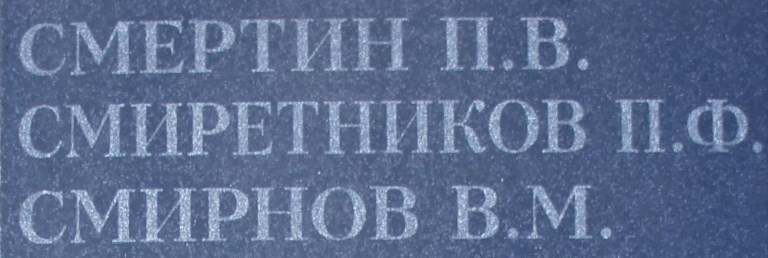 СМЕРТИН П.В.
СМИРЕТНИКОВ П.Ф.
СМИРНОВ В.М.